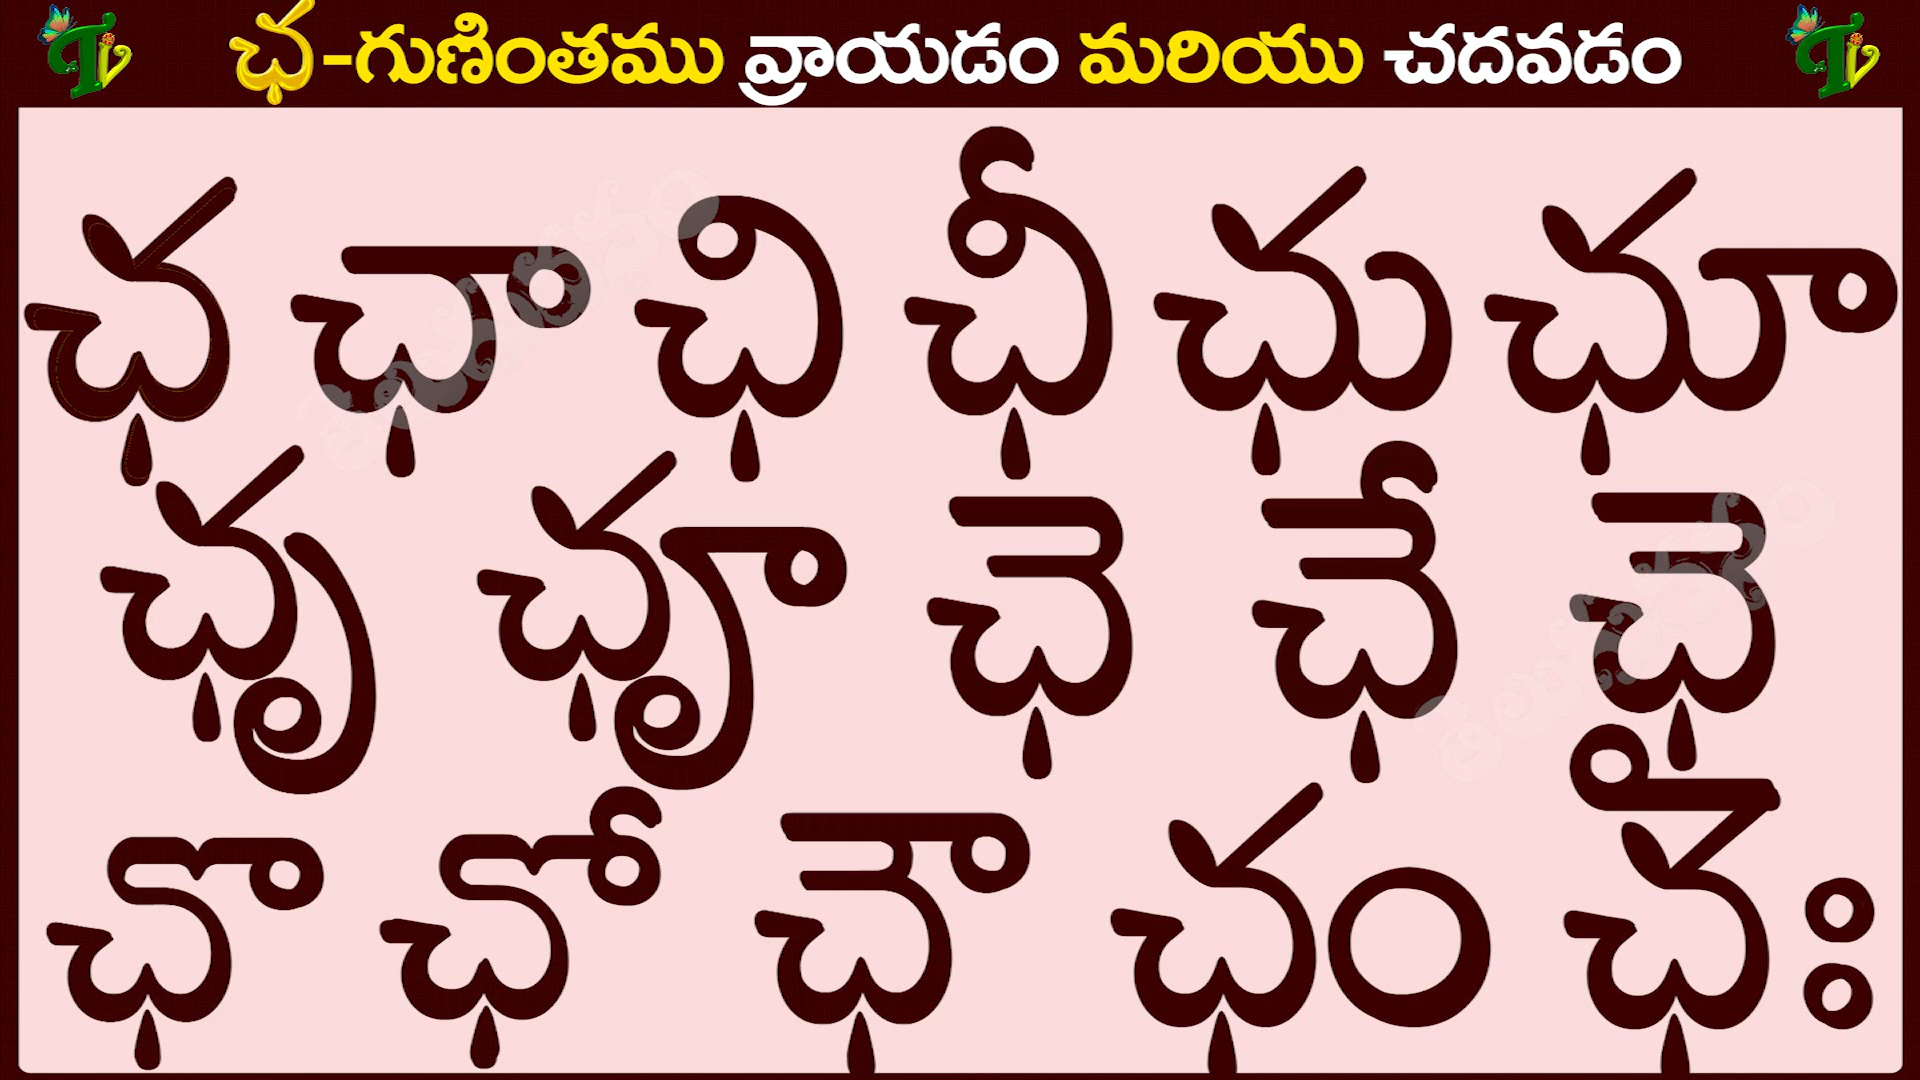 ఛ-గుణింతము వ్రాయడం మరియు చదవడం
ఛ ఛా ఛి ఛీ ఛు ఛూ
ఛృ ఛౄ ఛె ఛే ఛై
ఛొ ఛో ఛౌ ఛం ఛః